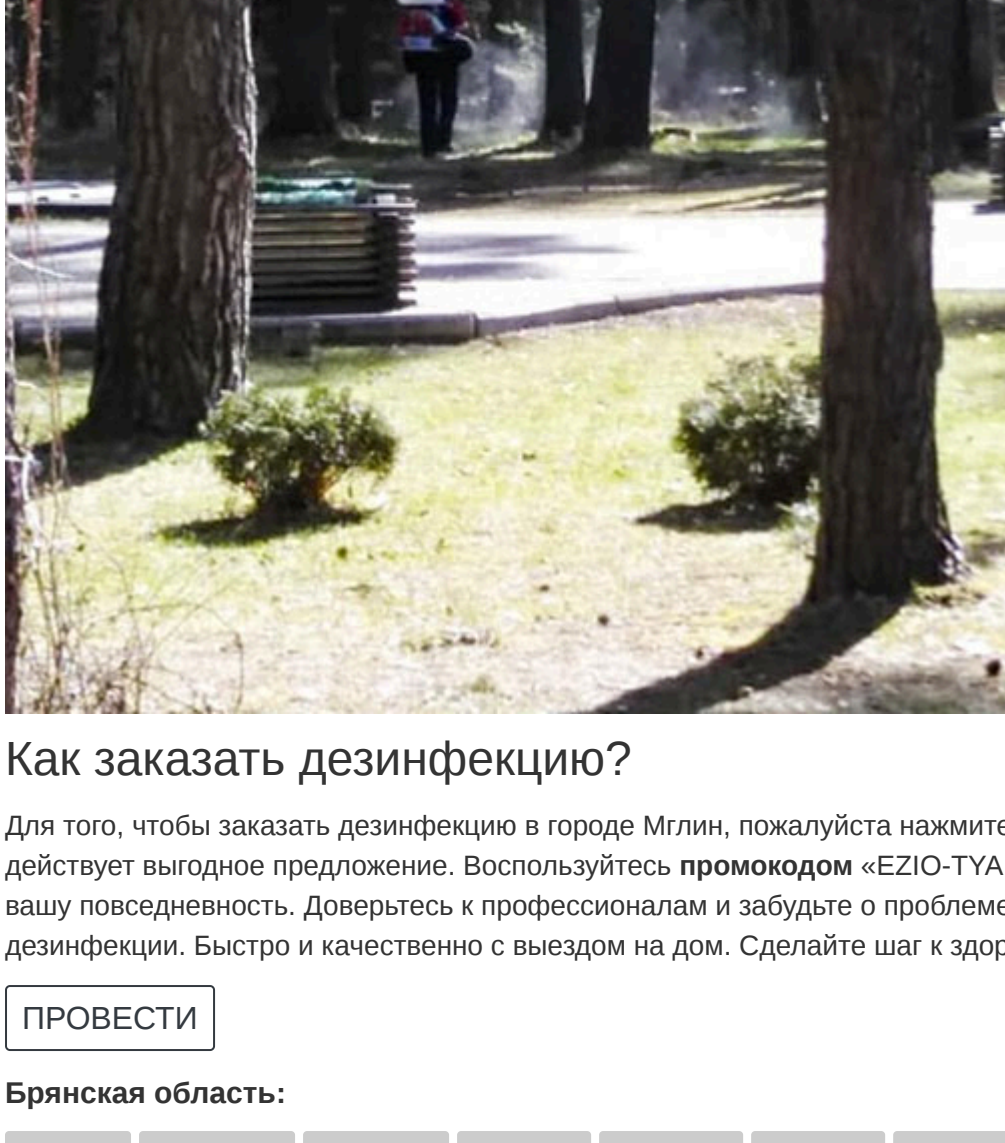 Как заказать дезинфекцию?
Для того, чтобы заказать дезинфекцию в городе Мглин, пожалуйста нажмите
действует выгодное предложение. Воспользуйтесь промокодом «EZIO-TYA
вашу повседневность. Доверьтесь к профессионалам и забудьте о проблеме
дезинфекции. Быстро и качественно с выездом на дом. Сделайте шаг к здор
ПРОВЕСТИ
Брянская область: